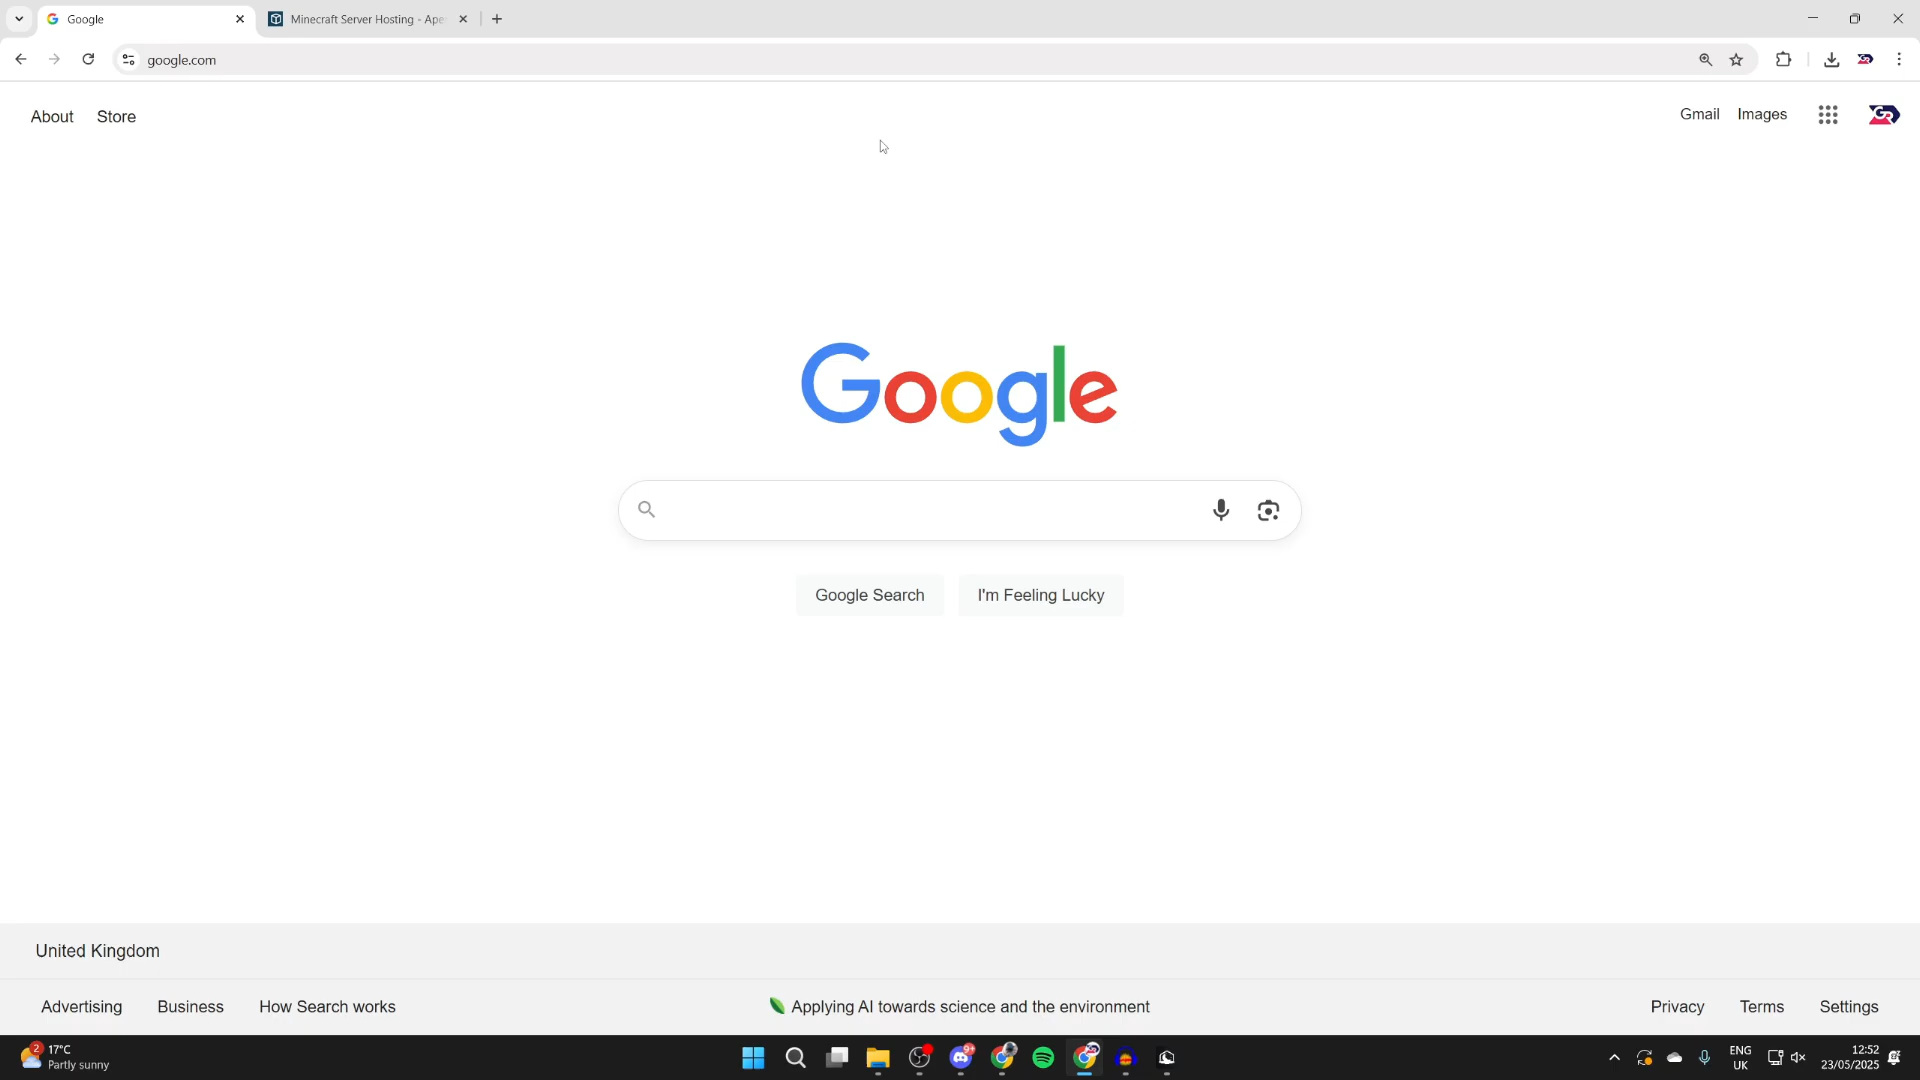 Google
Minecraft Server Hosting - Ape
google.com
About
Store
Gmail
Images
Google
Google Search
I'm Feeling Lucky
United Kingdom
Advertising
Business
How Search works
Applying AI towards science and the environment
Privacy
Terms
Settings
2
17°C
Partly sunny
9+
ENG
UK
12:52
23/05/2025